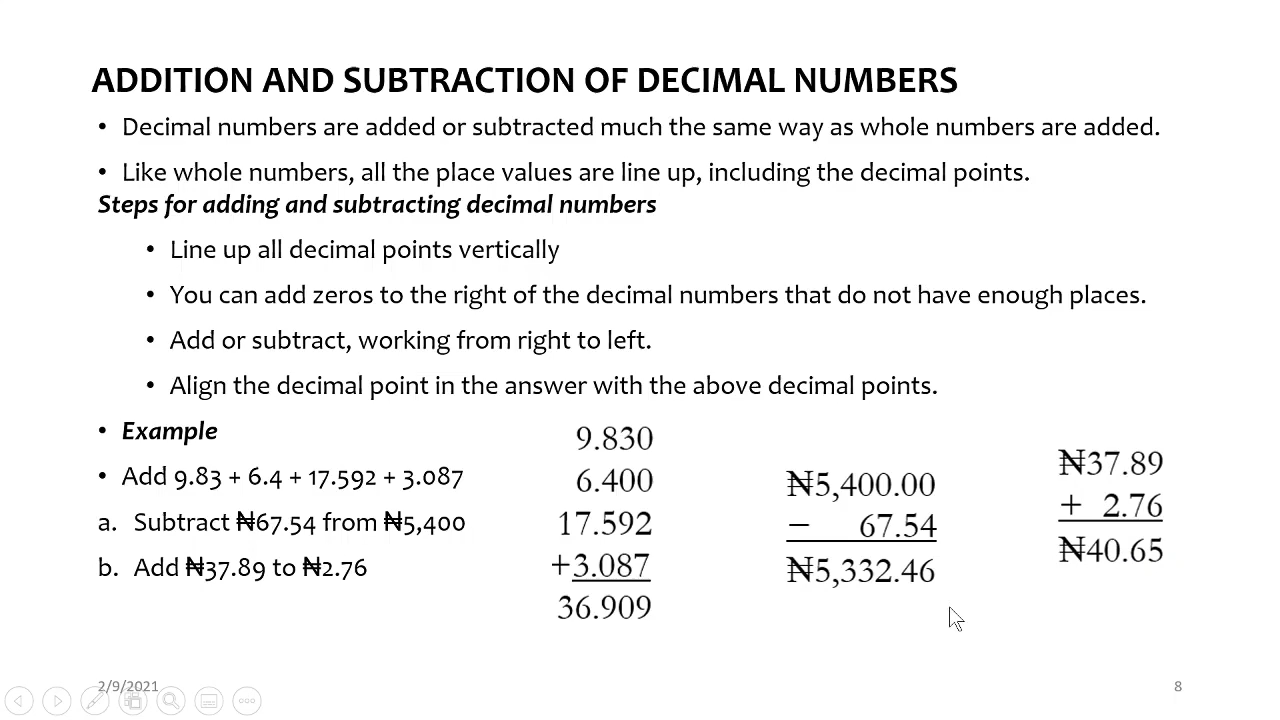 ADDITION AND SUBTRACTION OF DECIMAL NUMBERS
• Decimal numbers are added or subtracted much the same way as whole numbers are added.
• Like whole numbers, all the place values are line up, including the decimal points.
Steps for adding and subtracting decimal numbers
• Line up all decimal points vertically
• You can add zeros to the right of the decimal numbers that do not have enough places.
• Add or subtract, working from right to left.
• Align the decimal point in the answer with the above decimal points.
• Example
• Add 9.83 + 6.4 + 17.592 + 3.087
a. Subtract ₦67.54 from ₦5,400
b. Add ₦37.89 to ₦2.76
9.830
6.400
17.592
+3.087
36.909
₦5,400.00
− 67.54
₦5,332.46
₦37.89
+ 2.76
₦40.65
2/9/2021
8